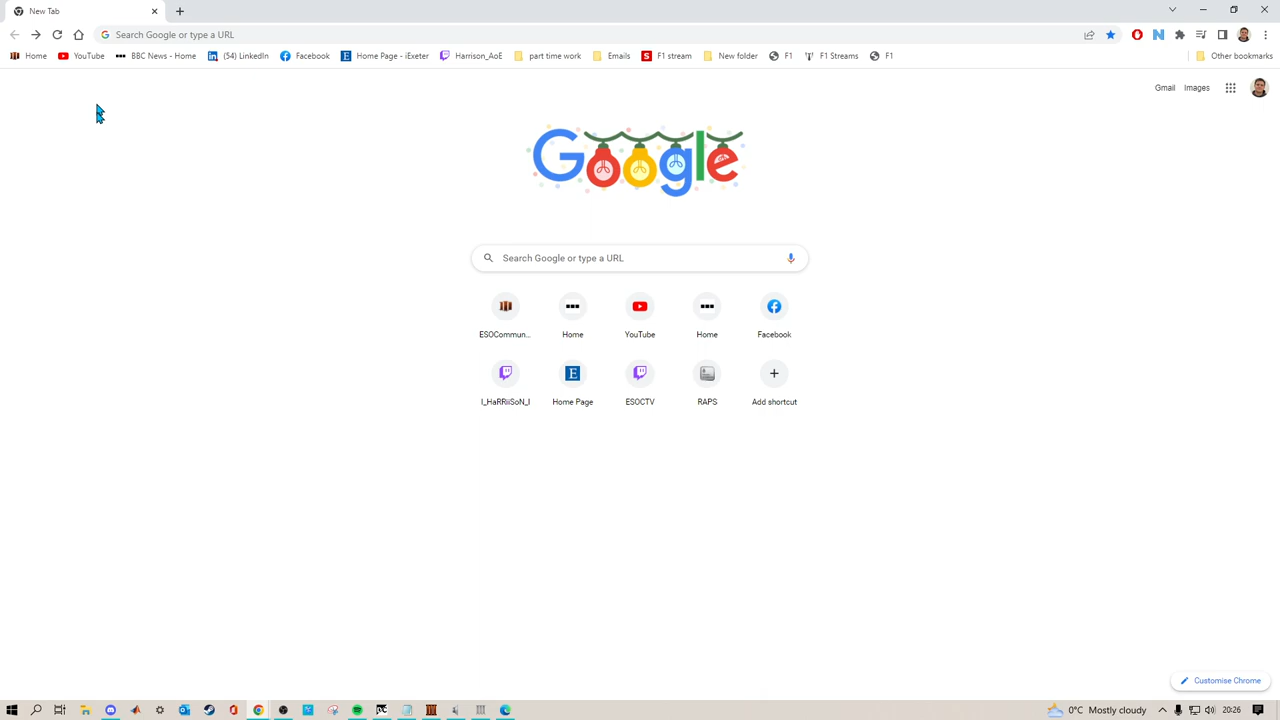 New Tab
Search Google or type a URL
Home YouTube BBC News - Home (54) LinkedIn Facebook Home Page - iExeter Harrison_AoE part time work Emails F1 stream New folder F1 F1 Streams F1 Other bookmarks
Gmail Images
Google
Search Google or type a URL
ESOCommun... Home YouTube Home Facebook
I_HaRRiiSoN_I Home Page ESOCTV RAPS Add shortcut
Customise Chrome
0°C Mostly cloudy 20:26